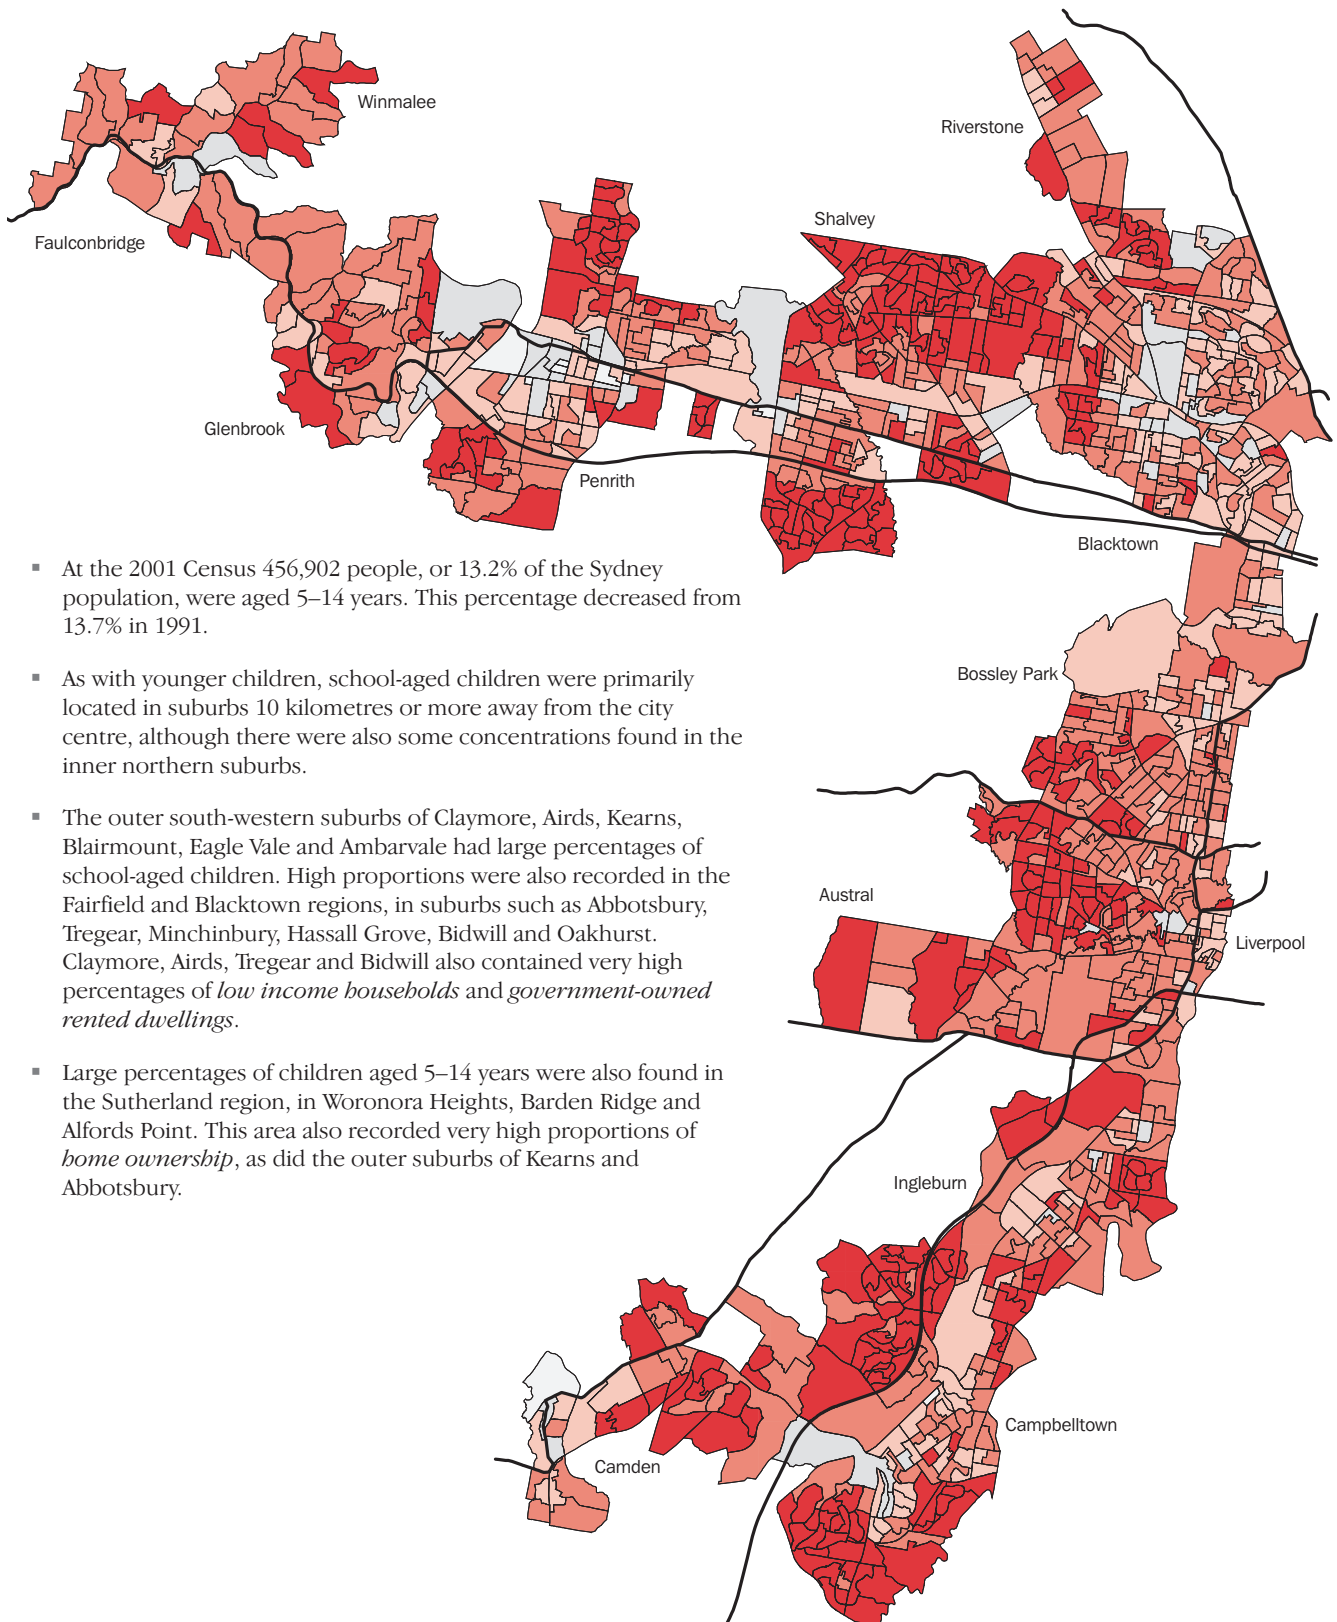 Winmalee
Riverstone
Shalvey
Faulconbridge
Glenbrook
Penrith
Blacktown
▪ At the 2001 Census 456,902 people, or 13.2% of the Sydney
population, were aged 5–14 years. This percentage decreased from
13.7% in 1991.
▪ As with younger children, school-aged children were primarily
located in suburbs 10 kilometres or more away from the city
centre, although there were also some concentrations found in the
inner northern suburbs.
▪ The outer south-western suburbs of Claymore, Airds, Kearns,
Blairmount, Eagle Vale and Ambarvale had large percentages of
school-aged children. High proportions were also recorded in the
Fairfield and Blacktown regions, in suburbs such as Abbotsbury,
Tregear, Minchinbury, Hassall Grove, Bidwill and Oakhurst.
Claymore, Airds, Tregear and Bidwill also contained very high
percentages of low income households and government-owned
rented dwellings.
▪ Large percentages of children aged 5–14 years were also found in
the Sutherland region, in Woronora Heights, Barden Ridge and
Alfords Point. This area also recorded very high proportions of
home ownership, as did the outer suburbs of Kearns and
Abbotsbury.
Bossley Park
Austral
Liverpool
Ingleburn
Campbelltown
Camden